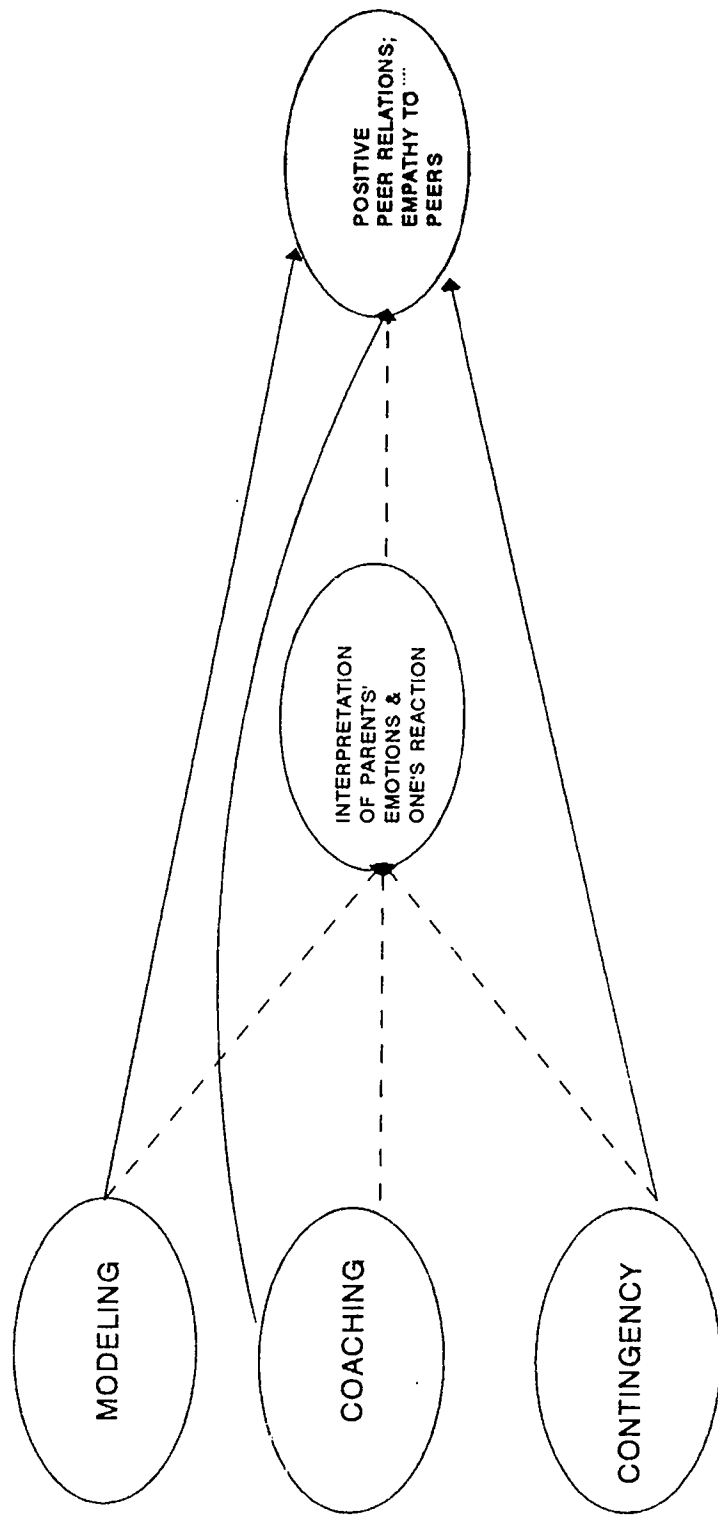 MODELING
COACHING
CONTINGENCY
INTERPRETATION
OF PARENTS'
EMOTIONS &
ONE'S REACTION
POSITIVE
PEER RELATIONS;
EMPATHY TO
PEERS